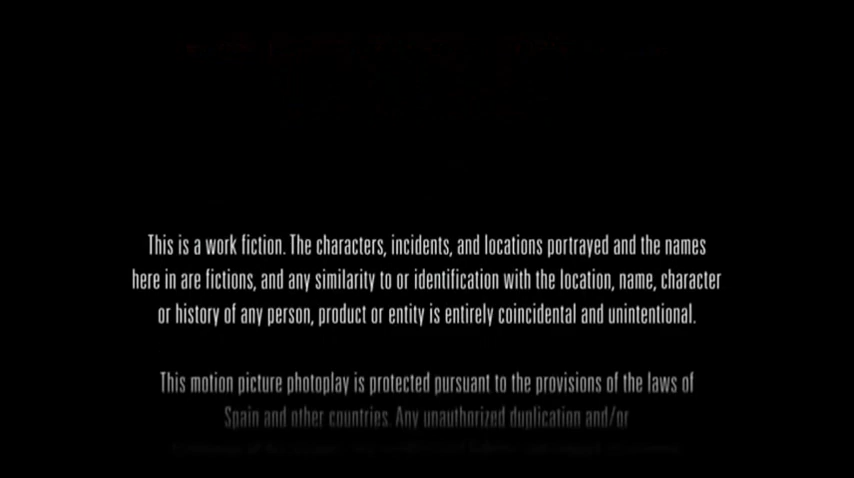 This is a work fiction. The characters, incidents, and locations portrayed and the names
here in are fictions, and any similarity to or identification with the location, name, character
or history of any person, product or entity is entirely coincidental and unintentional.
This motion picture photoplay is protected pursuant to the provisions of the laws of
Spain and other countries. Any unauthorized duplication and/or